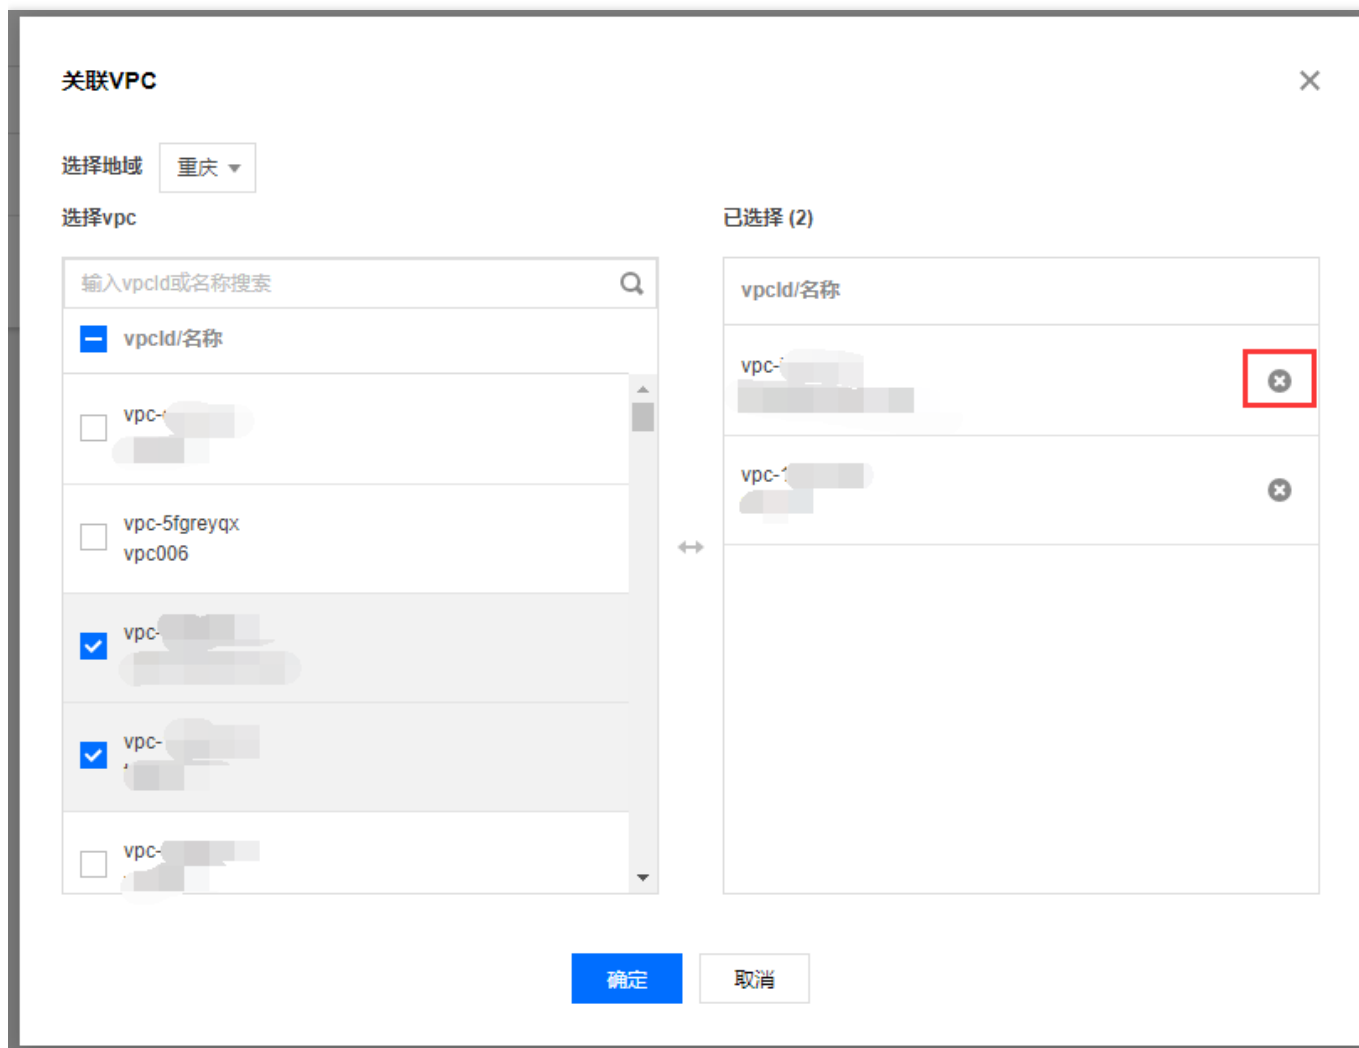 关联VPC
选择地域 重庆
选择vpc
已选择 (2)
输入vpcId或名称搜索
vpcId/名称
vpc-
vpc-5fgreyqx
vpc006
vpc-
vpc-
vpc-
vpcId/名称
vpc-
vpc-
确定
取消